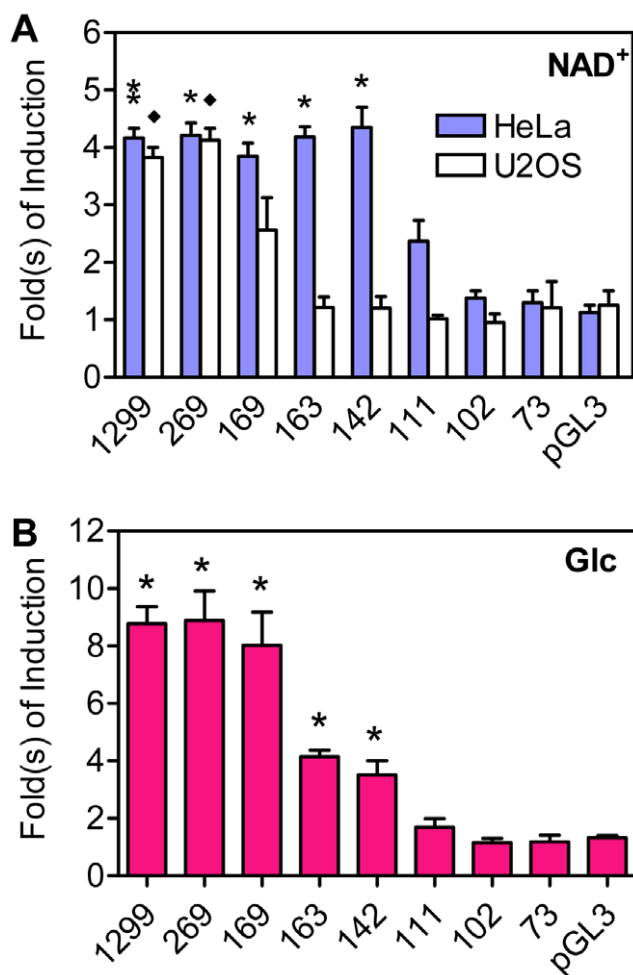 A
Fold(s) of Induction
6
5
4
3
2
1
0
NAD+
HeLa
U2OS
* * ◆ * ◆ * * *
1299 269 169 163 142 111 102 73 pGL3
B
Fold(s) of Induction
12
10
8
6
4
2
0
Glc
* * * * *
1299 269 169 163 142 111 102 73 pGL3